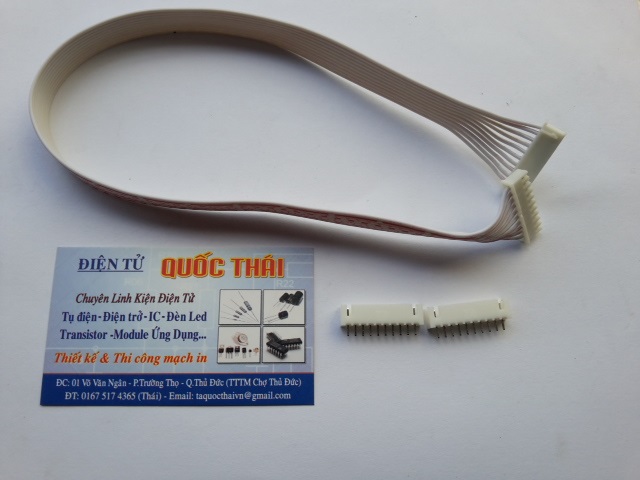 ĐIỆN TỬ QUỐC THÁI
IR22
Chuyên Linh Kiện Điện Tử
Tụ điện - Điện trở - IC - Đèn Led
Transistor - Module Ứng Dụng...
Thiết kế & Thi công mạch in
ĐC: 01 Võ Văn Ngân - P.Trường Thọ - Q.Thủ Đức (TTTM Chợ Thủ Đức)
ĐT: 0167 517 4365 (Thái) - Email: taquocthaivn@gmail.com